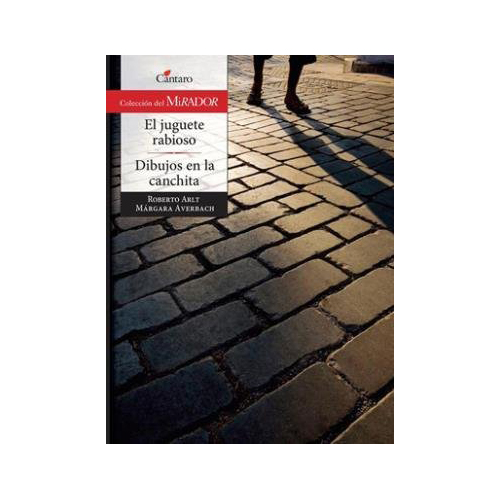 Cántaro
Colección del MiRADOR
El juguete
rabioso
Dibujos en la
canchita
ROBERTO ARLT
MÁRGARA AVERBACH